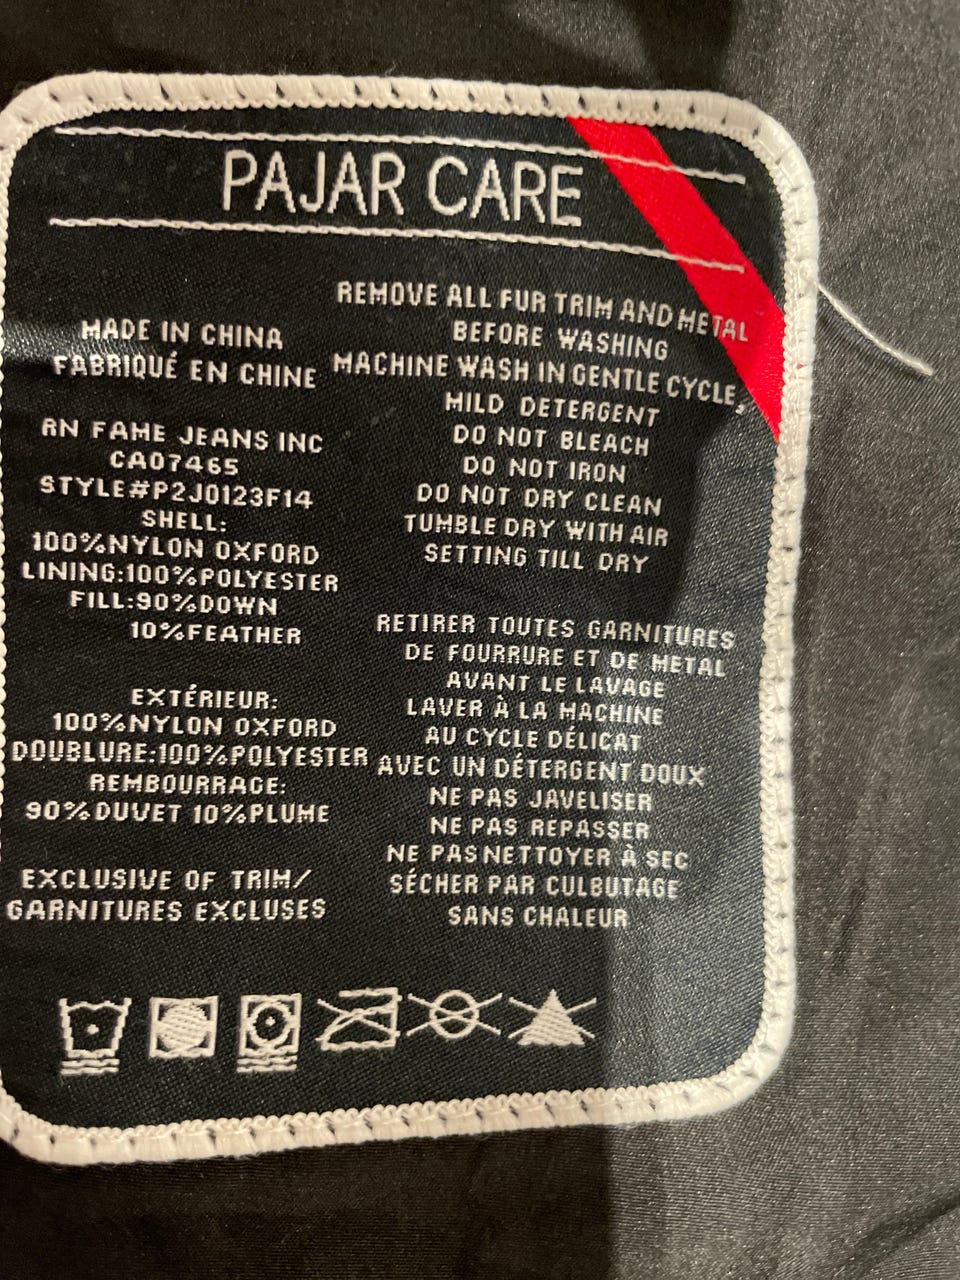 PAJAR CARE
MADE IN CHINA
FABRIQUÉ EN CHINE
RN FAME JEANS INC
CA07465
STYLE#P2J0123F14
SHELL:
100%NYLON OXFORD
LINING:100%POLYESTER
FILL:90%DOWN
10%FEATHER
EXTÉRIEUR:
100%NYLON OXFORD
DOUBLURE:100%POLYESTER
REMBOURRAGE:
90%DUVET 10%PLUME
EXCLUSIVE OF TRIM/
GARNITURES EXCLUSES
REMOVE ALL FUR TRIM AND METAL
BEFORE WASHING
MACHINE WASH IN GENTLE CYCLE,
MILD DETERGENT
DO NOT BLEACH
DO NOT IRON
DO NOT DRY CLEAN
TUMBLE DRY WITH AIR
SETTING TILL DRY
RETIRER TOUTES GARNITURES
DE FOURRURE ET DE METAL
AVANT LE LAVAGE
LAVER À LA MACHINE
AU CYCLE DÉLICAT
AVEC UN DÉTERGENT DOUX
NE PAS JAVELISER
NE PAS REPASSER
NE PAS NETTOYER À SEC
SÉCHER PAR CULBUTAGE
SANS CHALEUR